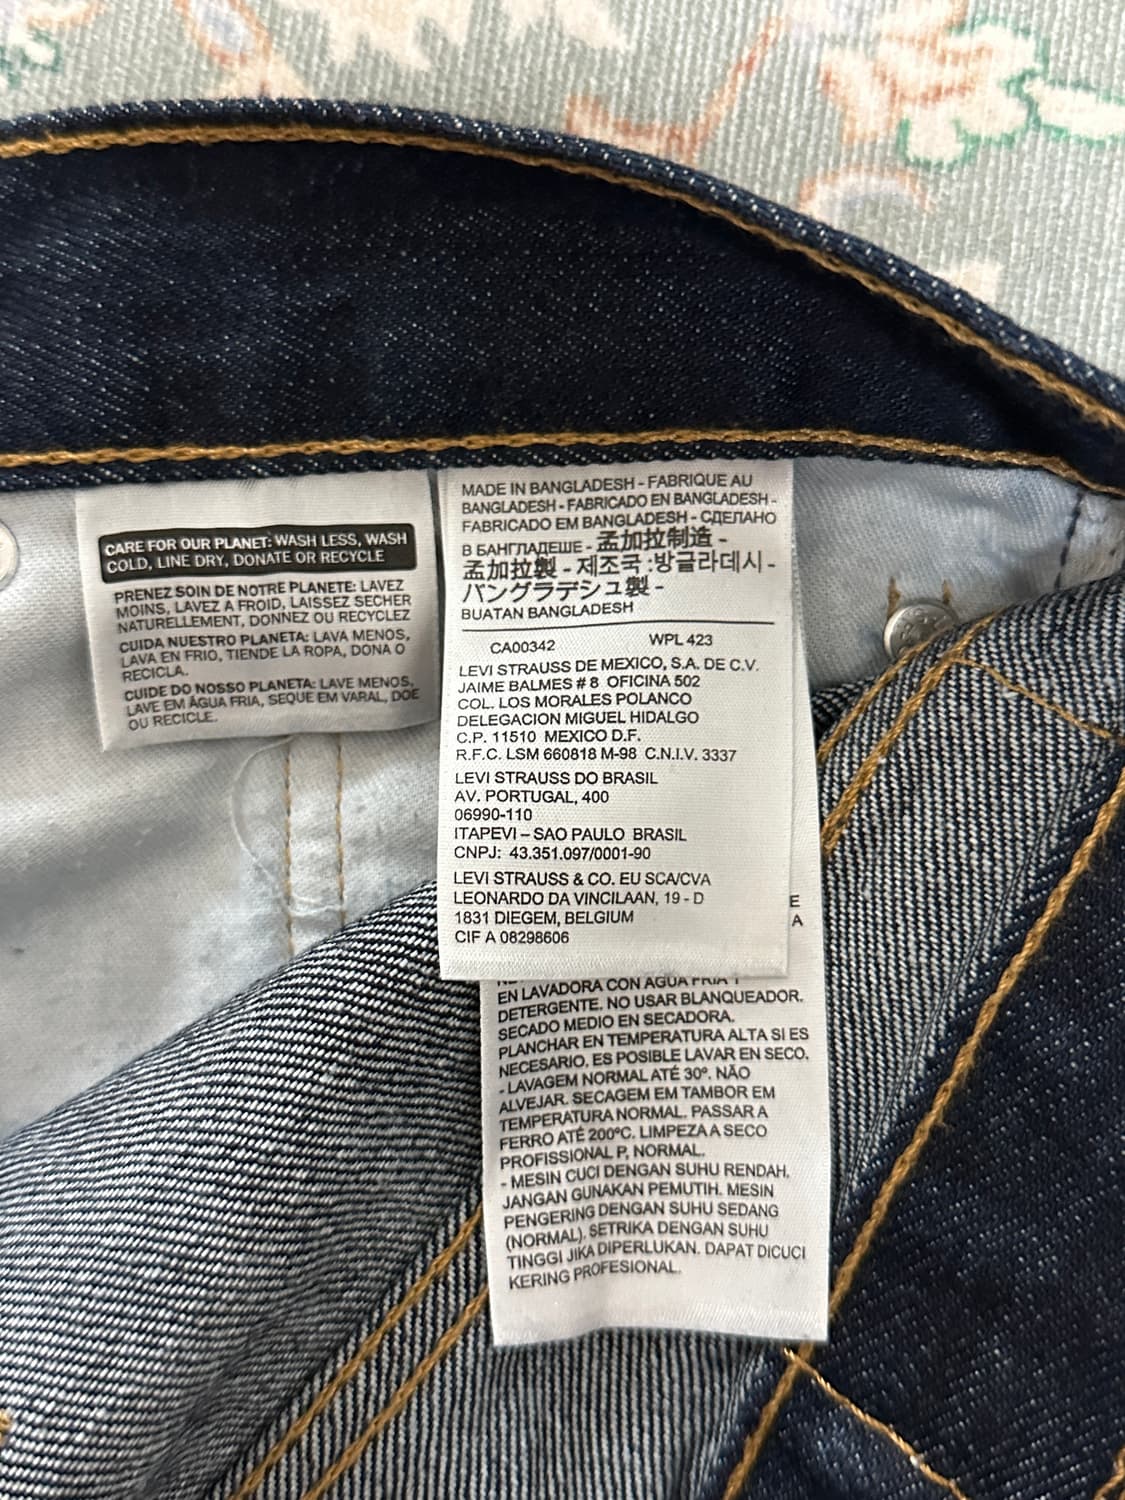 CARE FOR OUR PLANET: WASH LESS, WASH
COLD, LINE DRY, DONATE OR RECYCLE
PRENEZ SOIN DE NOTRE PLANETE: LAVEZ
MOINS, LAVEZ A FROID, LAISSEZ SECHER
NATURELLEMENT, DONNEZ OU RECYCLEZ
CUIDA NUESTRO PLANETA: LAVA MENOS,
LAVA EN FRIO, TIENDE LA ROPA, DONA O
RECICLA.
CUIDE DO NOSSO PLANETA: LAVE MENOS,
LAVE EM ÁGUA FRIA, SEQUE EM VARAL, DOE
OU RECICLE.
MADE IN BANGLADESH - FABRIQUE AU
BANGLADESH - FABRICADO EN BANGLADESH -
FABRICADO EM BANGLADESH - СДЕЛАНО
В БАНГЛАДЕШЕ - 孟加拉制造 -
孟加拉製 - 제조국 :방글라데시 -
バングラデシュ製 -
BUATAN BANGLADESH
CA00342 WPL 423
LEVI STRAUSS DE MEXICO, S.A. DE C.V.
JAIME BALMES # 8 OFICINA 502
COL. LOS MORALES POLANCO
DELEGACION MIGUEL HIDALGO
C.P. 11510 MEXICO D.F.
R.F.C. LSM 660818 M-98 C.N.I.V. 3337
LEVI STRAUSS DO BRASIL
AV. PORTUGAL, 400
06990-110
ITAPEVI – SAO PAULO BRASIL
CNPJ: 43.351.097/0001-90
LEVI STRAUSS & CO. EU SCA/CVA
LEONARDO DA VINCILAAN, 19 - D
1831 DIEGEM, BELGIUM
CIF A 08298606
E
A
EN LAVADORA CON AGUA FRIA Y
DETERGENTE. NO USAR BLANQUEADOR.
SECADO MEDIO EN SECADORA.
PLANCHAR EN TEMPERATURA ALTA SI ES
NECESARIO. ES POSIBLE LAVAR EN SECO.
- LAVAGEM NORMAL ATÉ 30º. NÃO
ALVEJAR. SECAGEM EM TAMBOR EM
TEMPERATURA NORMAL. PASSAR A
FERRO ATÉ 200ºC. LIMPEZA A SECO
PROFISSIONAL P, NORMAL.
- MESIN CUCI DENGAN SUHU RENDAH.
JANGAN GUNAKAN PEMUTIH. MESIN
PENGERING DENGAN SUHU SEDANG
(NORMAL). SETRIKA DENGAN SUHU
TINGGI JIKA DIPERLUKAN. DAPAT DICUCI
KERING PROFESIONAL.